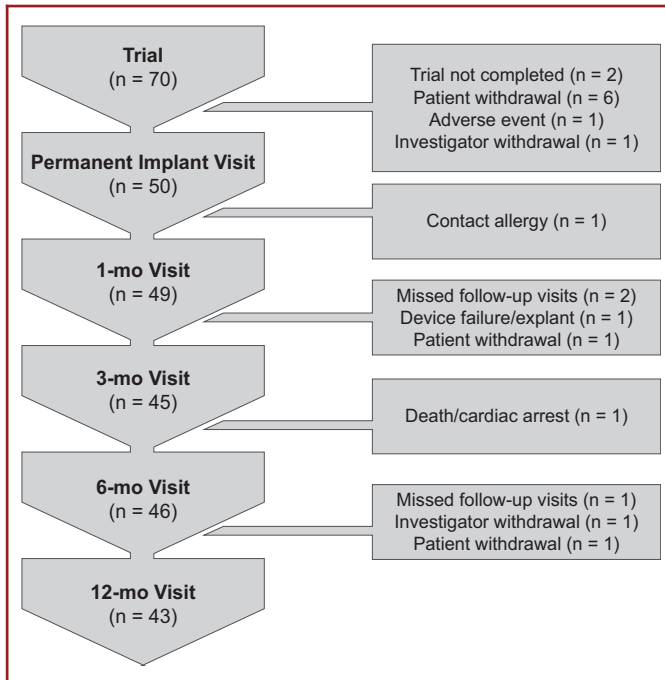 Trial
(n = 70)
Trial not completed (n = 2)
Patient withdrawal (n = 6)
Adverse event (n = 1)
Investigator withdrawal (n = 1)
Permanent Implant Visit
(n = 50)
Contact allergy (n = 1)
1-mo Visit
(n = 49)
Missed follow-up visits (n = 2)
Device failure/explant (n = 1)
Patient withdrawal (n = 1)
3-mo Visit
(n = 45)
Death/cardiac arrest (n = 1)
6-mo Visit
(n = 46)
Missed follow-up visits (n = 1)
Investigator withdrawal (n = 1)
Patient withdrawal (n = 1)
12-mo Visit
(n = 43)